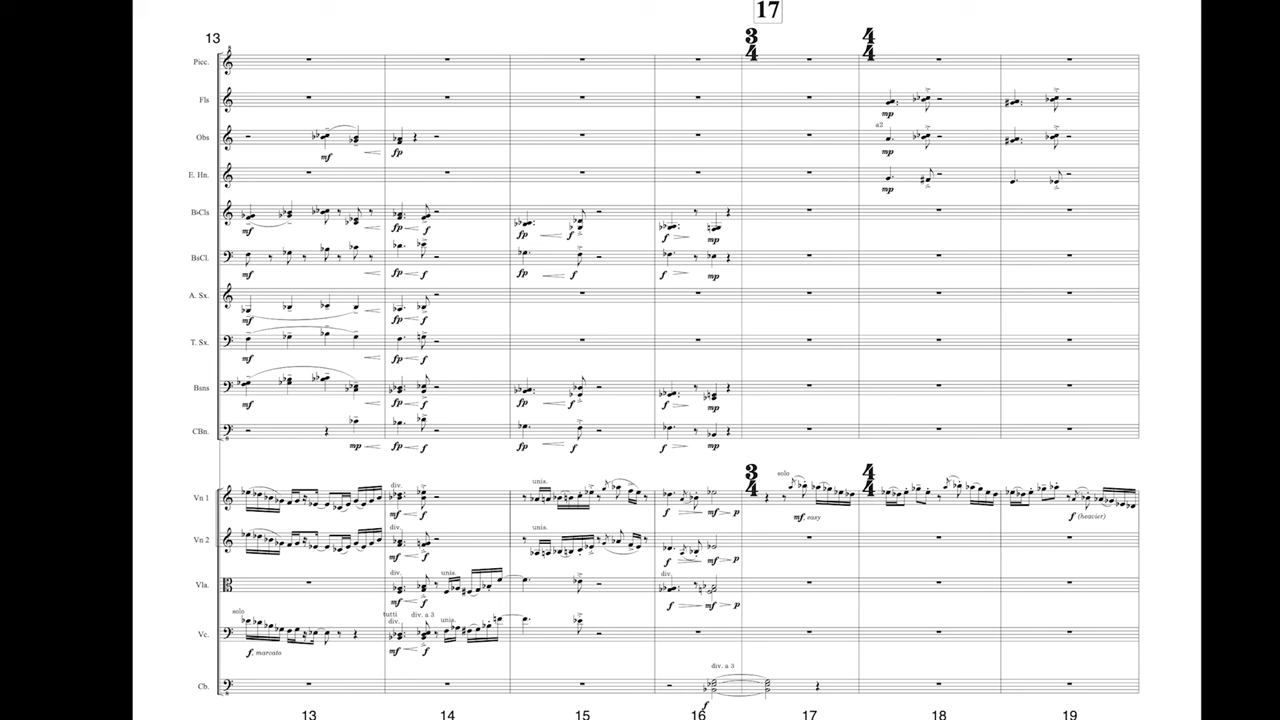 17
13
3 4
4 4
Picc.
Fls
mp
a2
Obs
mf
fp
mp
E. Hn.
mp
B♭Cls
mf
fp f
fp f
f mp
BsCl.
mf
fp f
fp f
f mp
A. Sx.
mf
fp f
T. Sx.
mf
fp f
Bsns
mf
fp f
fp f
f mp
CBn.
mp
fp f
fp f
f mp
3 4
4 4
Vn 1
div.
unis.
solo
mf f
f mf p
mf, easy
f (heavier)
Vn 2
div.
unis.
mf f
f mf p
Vla.
div.
unis.
div.
mf f
f mf p
Vc.
solo
tutti
div.
div. a 3
unis.
f, marcato
mf f
Cb.
div. a 3
f
13 14 15 16 17 18 19